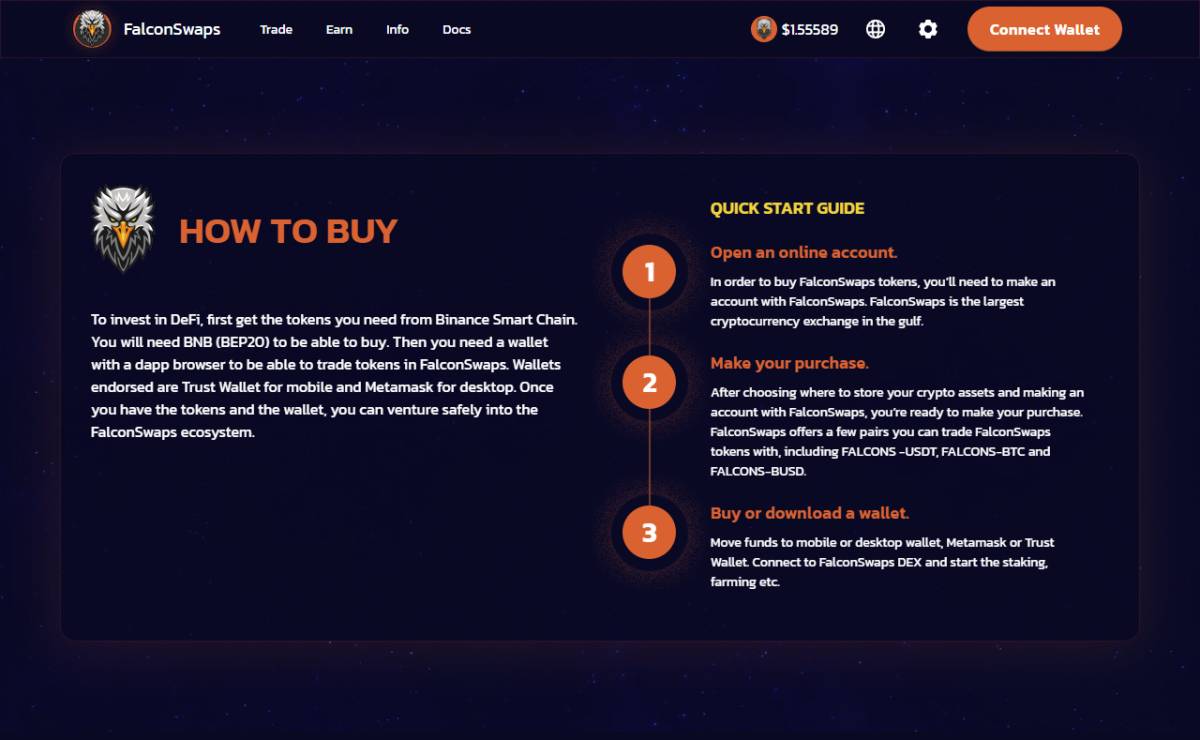 FalconSwaps Trade Earn Info Docs $1.55589 Connect Wallet
HOW TO BUY
To invest in DeFi, first get the tokens you need from Binance Smart Chain.
You will need BNB (BEP20) to be able to buy. Then you need a wallet
with a dapp browser to be able to trade tokens in FalconSwaps. Wallets
endorsed are Trust Wallet for mobile and Metamask for desktop. Once
you have the tokens and the wallet, you can venture safely into the
FalconSwaps ecosystem.
QUICK START GUIDE
1
Open an online account.
In order to buy FalconSwaps tokens, you'll need to make an
account with FalconSwaps. FalconSwaps is the largest
cryptocurrency exchange in the gulf.
2
Make your purchase.
After choosing where to store your crypto assets and making an
account with FalconSwaps, you're ready to make your purchase.
FalconSwaps offers a few pairs you can trade FalconSwaps
tokens with, including FALCONS -USDT, FALCONS-BTC and
FALCONS-BUSD.
3
Buy or download a wallet.
Move funds to mobile or desktop wallet, Metamask or Trust
Wallet. Connect to FalconSwaps DEX and start the staking,
farming etc.